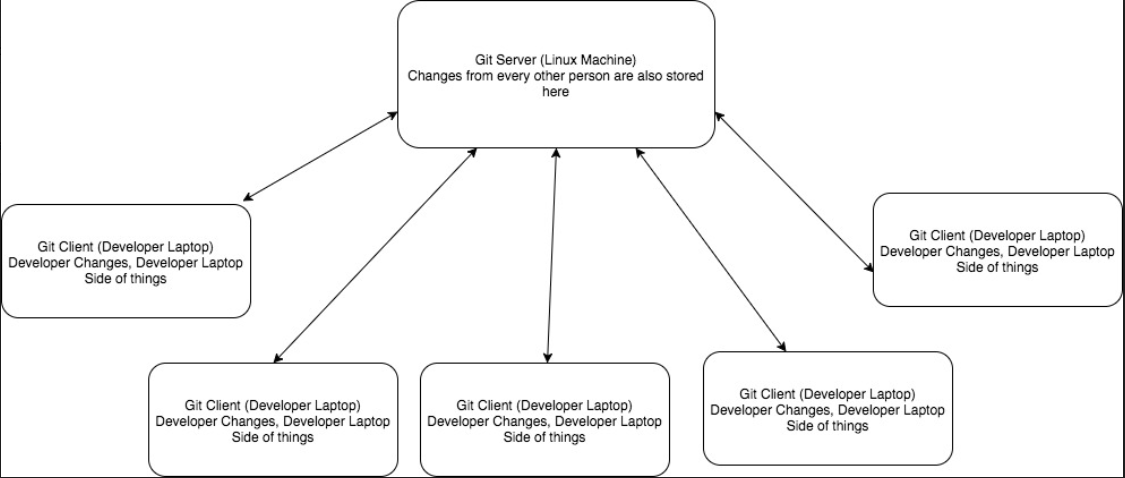 Git Server (Linux Machine)
Changes from every other person are also stored
here
Git Client (Developer Laptop)
Developer Changes, Developer Laptop
Side of things
Git Client (Developer Laptop)
Developer Changes, Developer Laptop
Side of things
Git Client (Developer Laptop)
Developer Changes, Developer Laptop
Side of things
Git Client (Developer Laptop)
Developer Changes, Developer Laptop
Side of things
Git Client (Developer Laptop)
Developer Changes, Developer Laptop
Side of things